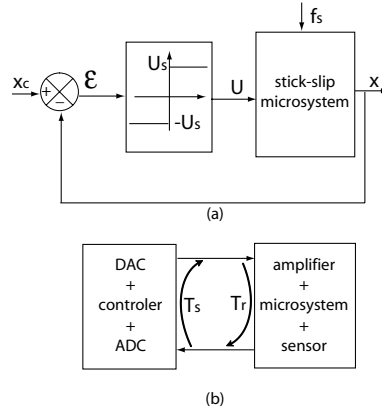 fs
xc
+
−
ε
Us
-Us
U
stick-slip
microsystem
x
(a)
DAC
+
controler
+
ADC
Ts
Tr
amplifier
+
microsystem
+
sensor
(b)